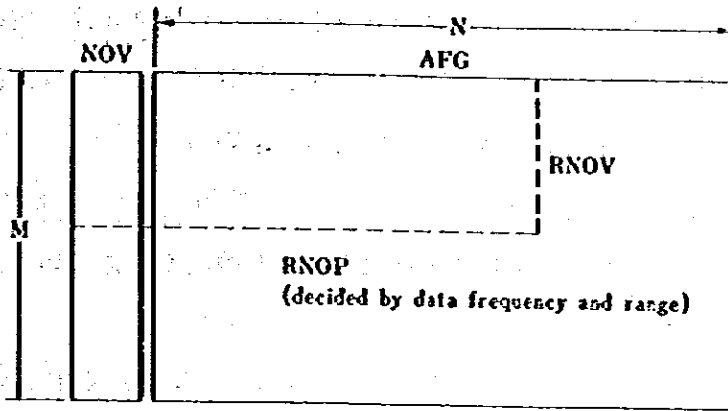 N
NOV
AFG
RNOV
M
RNOP
(decided by data frequency and range)